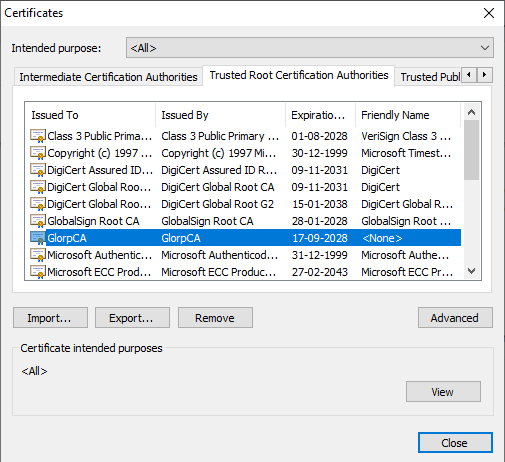 Certificates
Intended purpose: <All>
Intermediate Certification Authorities Trusted Root Certification Authorities Trusted Publ
Issued To Issued By Expiratio... Friendly Name
Class 3 Public Prima... Class 3 Public Primary ... 01-08-2028 VeriSign Class 3 ...
Copyright (c) 1997 ... Copyright (c) 1997 Mi... 30-12-1999 Microsoft Timest...
DigiCert Assured ID... DigiCert Assured ID R... 09-11-2031 DigiCert
DigiCert Global Roo... DigiCert Global Root CA 09-11-2031 DigiCert
DigiCert Global Roo... DigiCert Global Root G2 15-01-2038 DigiCert Global R...
GlobalSign Root CA GlobalSign Root CA 28-01-2028 GlobalSign Root ...
GlorpCA GlorpCA 17-09-2028 <None>
Microsoft Authentic... Microsoft Authenticod... 31-12-1999 Microsoft Authe...
Microsoft ECC Prod... Microsoft ECC Produc... 27-02-2043 Microsoft ECC Pr...
Import... Export... Remove Advanced
Certificate intended purposes
<All>
View
Close